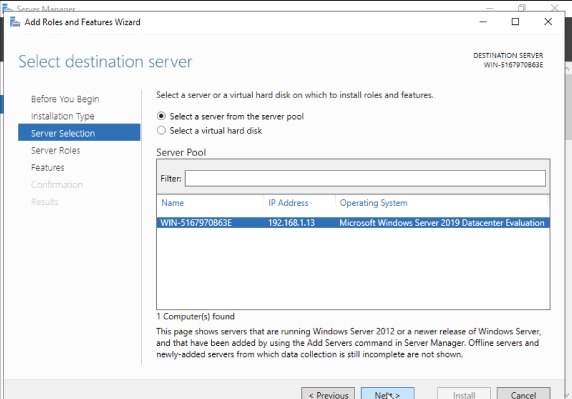 Server Manager
Add Roles and Features Wizard
Select destination server
DESTINATION SERVER
WIN-5167970B63E
Before You Begin
Installation Type
Server Selection
Server Roles
Features
Confirmation
Results
Select a server or a virtual hard disk on which to install roles and features.
Select a server from the server pool
Select a virtual hard disk
Server Pool
Filter:
Name IP Address Operating System
WIN-5167970B63E 192.168.1.13 Microsoft Windows Server 2019 Datacenter Evaluation
1 Computer(s) found
This page shows servers that are running Windows Server 2012 or a newer release of Windows Server,
and that have been added by using the Add Servers command in Server Manager. Offline servers and
newly-added servers from which data collection is still incomplete are not shown.
< Previous Next > Install Cancel